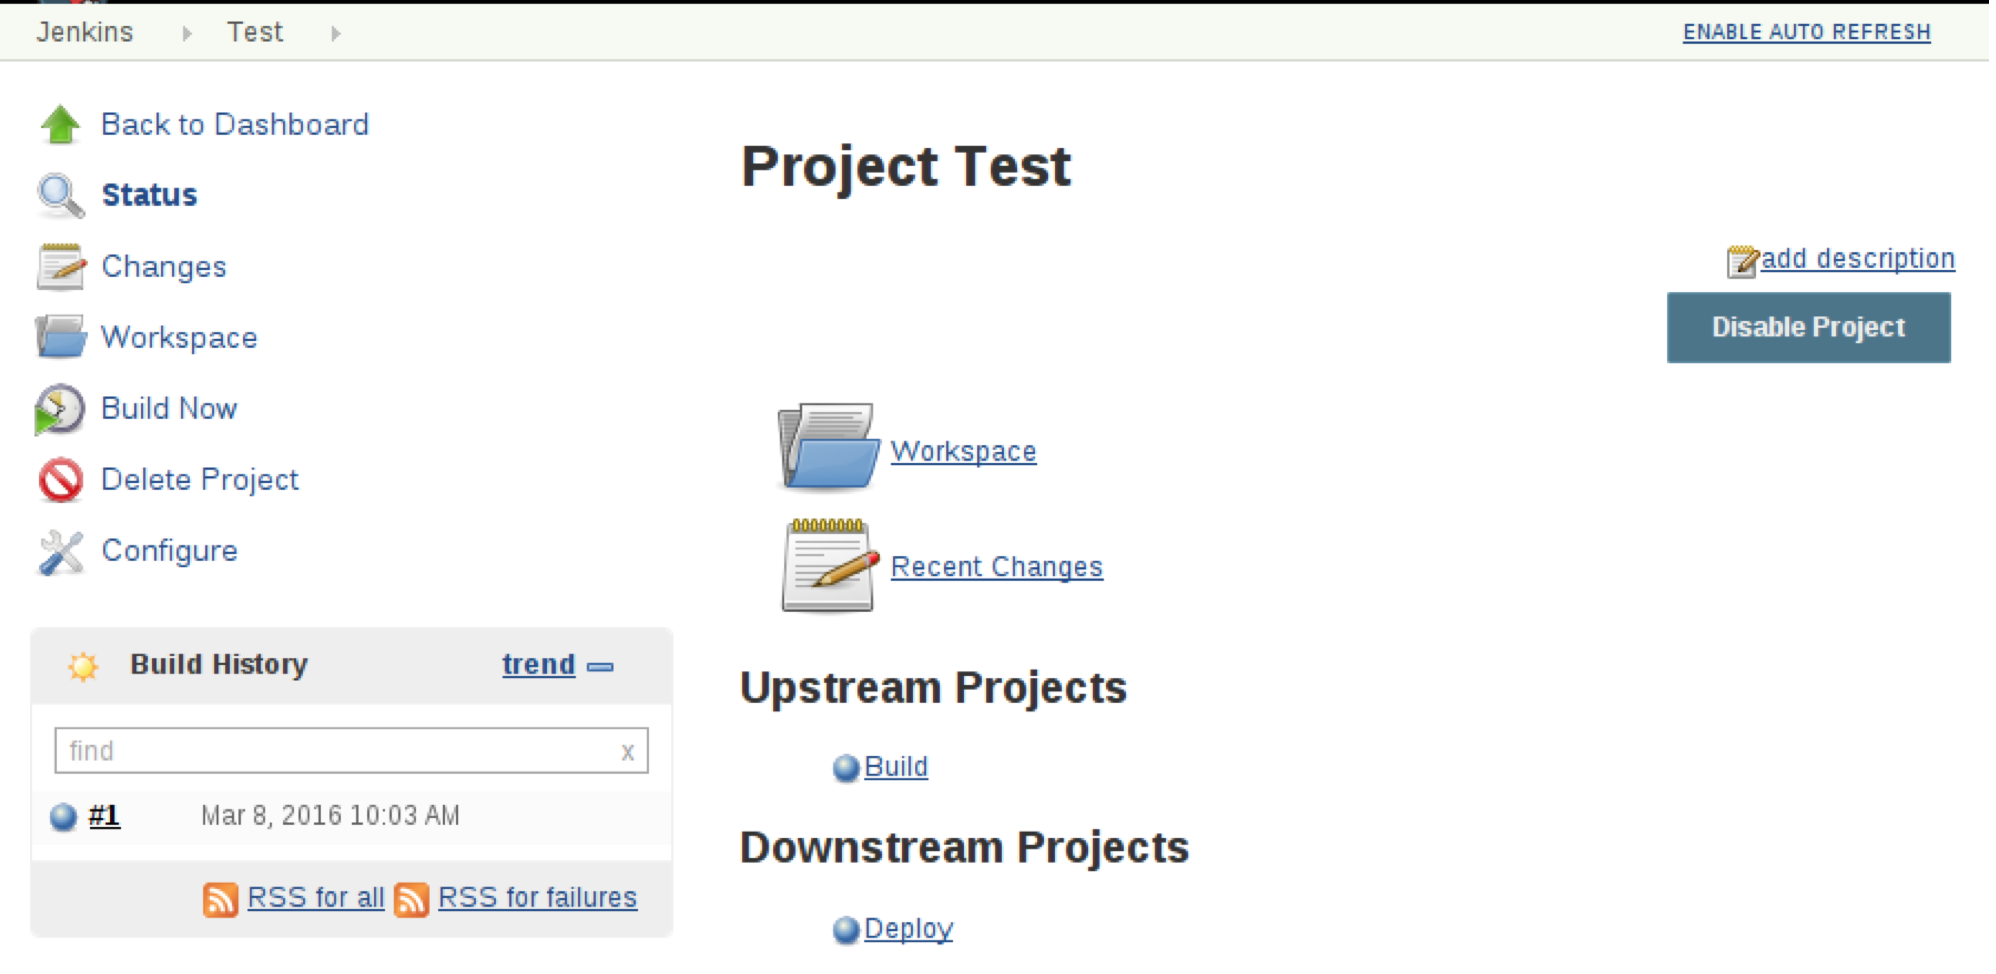 Jenkins Test ENABLE AUTO REFRESH
Back to Dashboard
Status
Changes
Workspace
Build Now
Delete Project
Configure
Build History trend
find x
#1 Mar 8, 2016 10:03 AM
RSS for all RSS for failures
Project Test
add description
Disable Project
Workspace
Recent Changes
Upstream Projects
Build
Downstream Projects
Deploy